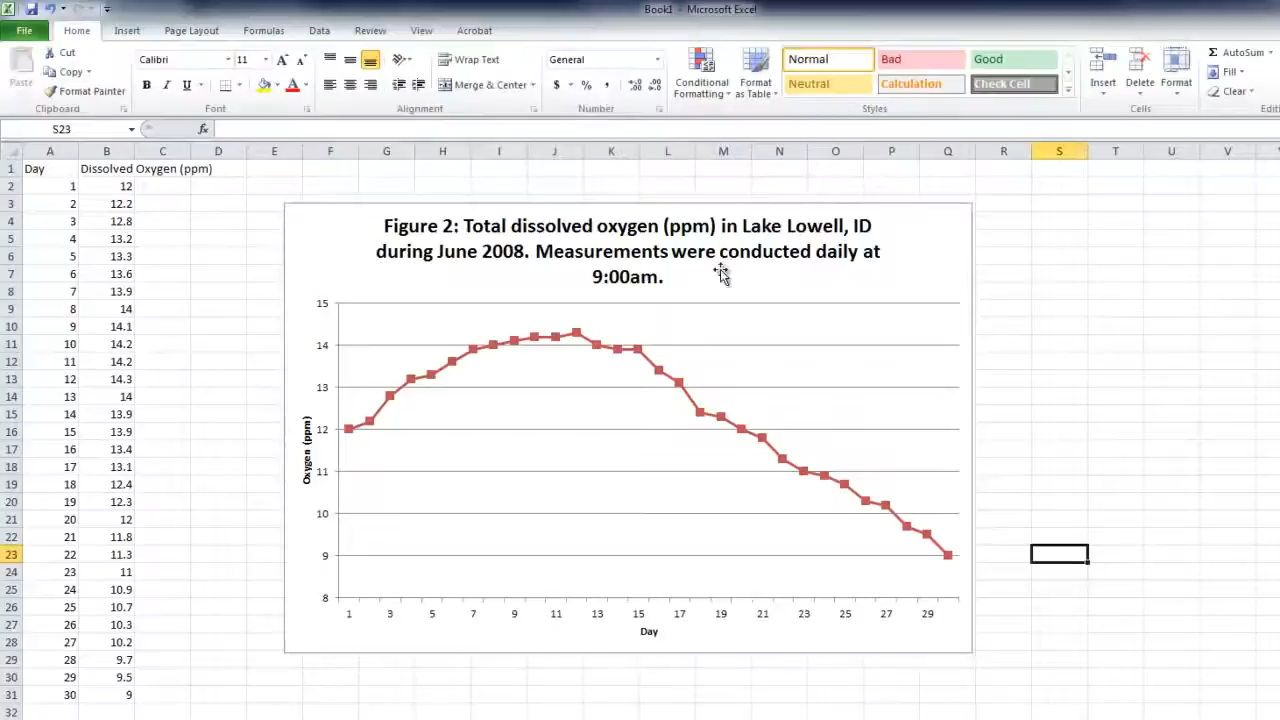 Book1 - Microsoft Excel
File Home Insert Page Layout Formulas Data Review View Acrobat
Cut
Copy
Format Painter
Paste
Calibri 11 A A
B I U A
Wrap Text
Merge & Center
General
$ % ,
Conditional Formatting
Format as Table
Normal Bad Good
Neutral Calculation Check Cell
Insert Delete Format
AutoSum
Fill
Clear
Clipboard Font Alignment Number Styles Cells
S23 fx
A B C D E F G H I J K L M N O P Q R S T U V
1 Day Dissolved Oxygen (ppm)
2 1 12
3 2 12.2
4 3 12.8
5 4 13.2
6 5 13.3
7 6 13.6
8 7 13.9
9 8 14
10 9 14.1
11 10 14.2
12 11 14.2
13 12 14.3
14 13 14
15 14 13.9
16 15 13.9
17 16 13.4
18 17 13.1
19 18 12.4
20 19 12.3
21 20 12
22 21 11.8
23 22 11.3
24 23 11
25 24 10.9
26 25 10.7
27 26 10.3
28 27 10.2
29 28 9.7
30 29 9.5
31 30 9
32
Figure 2: Total dissolved oxygen (ppm) in Lake Lowell, ID
during June 2008. Measurements were conducted daily at
9:00am.
15
14
13
12
11
10
9
8
Oxygen (ppm)
1 3 5 7 9 11 13 15 17 19 21 23 25 27 29
Day